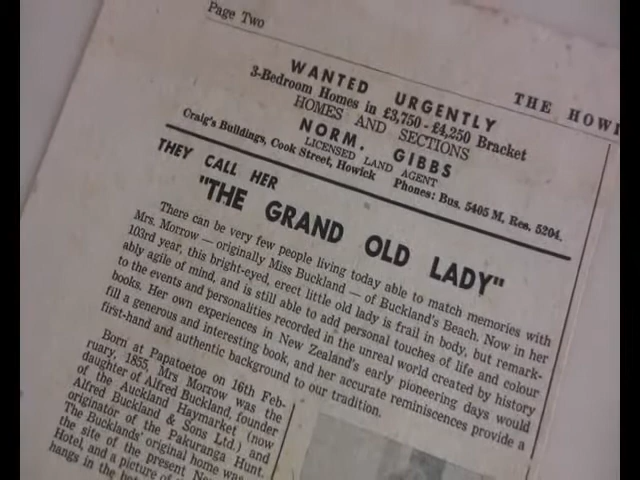 Page Two
THE HOWI
WANTED URGENTLY
3-Bedroom Homes in £3,750 - £4,250 Bracket
HOMES AND SECTIONS
NORM. GIBBS
LICENSED LAND AGENT
Craig's Buildings, Cook Street, Howick Phones: Bus. 5405 M, Res. 5204.
THEY CALL HER
"THE GRAND OLD LADY"
There can be very few people living today able to match memories with
Mrs. Morrow — originally Miss Buckland — of Buckland's Beach. Now in her
103rd year, this bright-eyed, erect little old lady is frail in body, but remark-
ably agile of mind, and is still able to add personal touches of life and colour
to the events and personalities recorded in the unreal world created by history
books. Her own experiences in New Zealand's early pioneering days would
fill a generous and interesting book, and her accurate reminiscences provide a
first-hand and authentic background to our tradition.
Born at Papatoetoe on 16th Feb-
ruary, 1855, Mrs Morrow was the
daughter of Alfred Buckland, founder
of the Auckland Haymarket (now
Alfred Buckland & Sons Ltd.) and
originator of the Pakuranga Hunt.
The Bucklands' original home was
the site of the present
Hotel, and a picture of
hangs in the